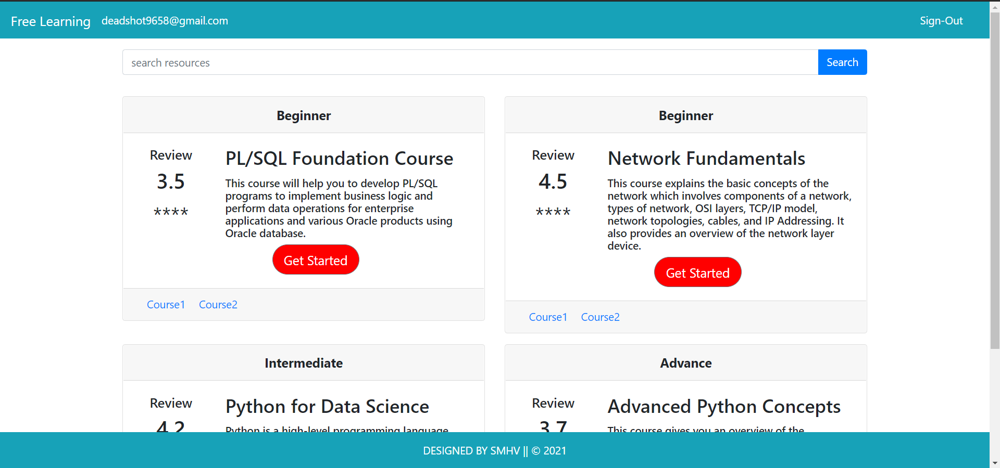 Free Learning deadshot9658@gmail.com Sign-Out
search resources Search
Beginner
Review
3.5
****
PL/SQL Foundation Course
This course will help you to develop PL/SQL
programs to implement business logic and
perform data operations for enterprise
applications and various Oracle products using
Oracle database.
Get Started
Course1 Course2
Beginner
Review
4.5
****
Network Fundamentals
This course explains the basic concepts of the
network which involves components of a network,
types of network, OSI layers, TCP/IP model,
network topologies, cables, and IP Addressing. It
also provides an overview of the network layer
device.
Get Started
Course1 Course2
Intermediate
Review
4.2
Python for Data Science
Python is a high-level programming language
Advance
Review
3.7
Advanced Python Concepts
This course gives you an overview of the
DESIGNED BY SMHV || © 2021